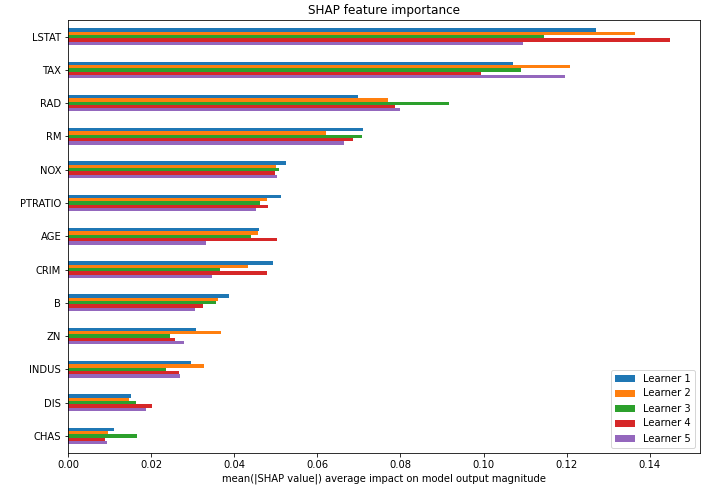 SHAP feature importance
LSTAT
TAX
RAD
RM
NOX
PTRATIO
AGE
CRIM
B
ZN
INDUS
DIS
CHAS
Learner 1
Learner 2
Learner 3
Learner 4
Learner 5
0.00 0.02 0.04 0.06 0.08 0.10 0.12 0.14
mean(|SHAP value|) average impact on model output magnitude